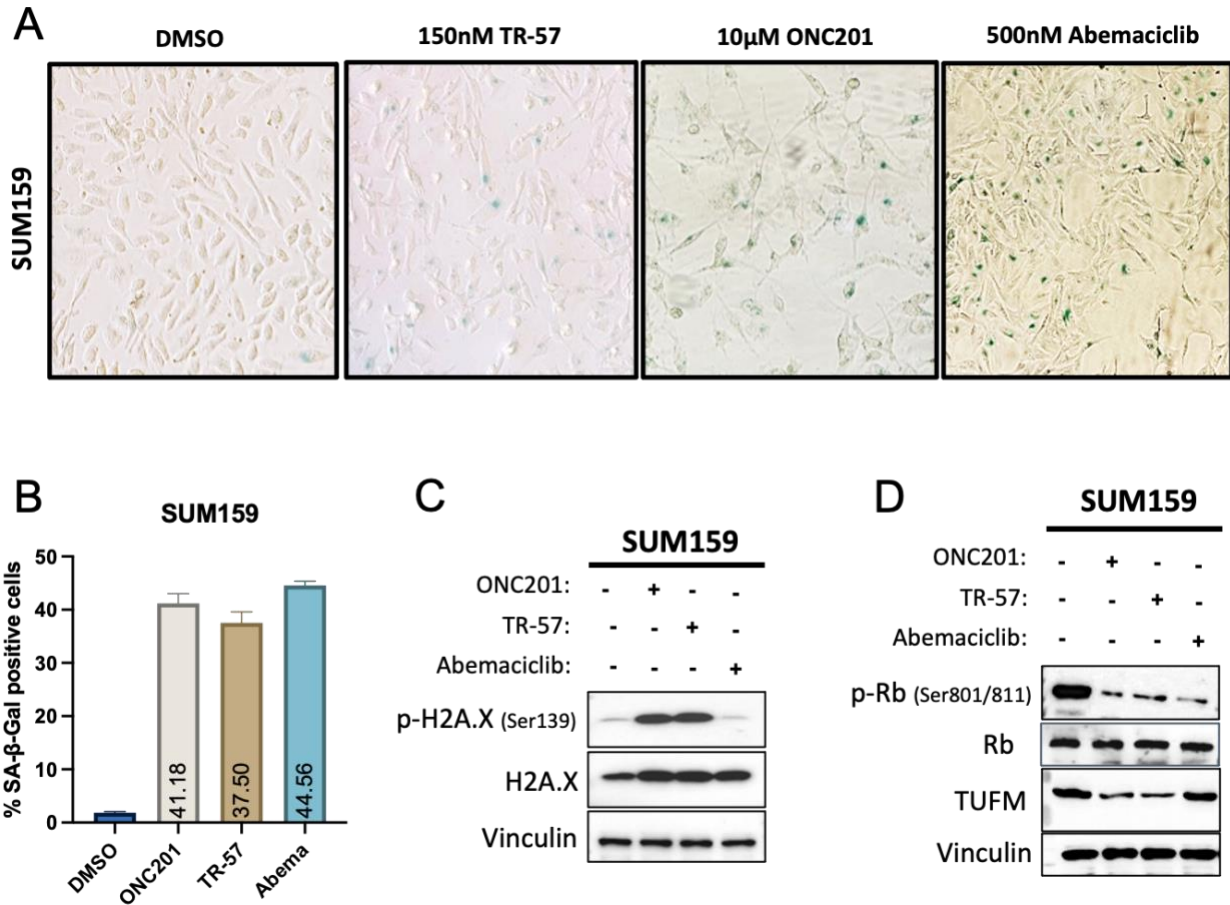 A
DMSO
150nM TR-57
10µM ONC201
500nM Abemaciclib
SUM159
B
SUM159
% SA-β-Gal positive cells
50
40
30
20
10
0
41.18
37.50
44.56
DMSO
ONC201
TR-57
Abema
C
SUM159
ONC201: - + - -
TR-57: - - + -
Abemaciclib: - - - +
p-H2A.X (Ser139)
H2A.X
Vinculin
D
SUM159
ONC201: - + - -
TR-57: - - + -
Abemaciclib: - - - +
p-Rb (Ser801/811)
Rb
TUFM
Vinculin